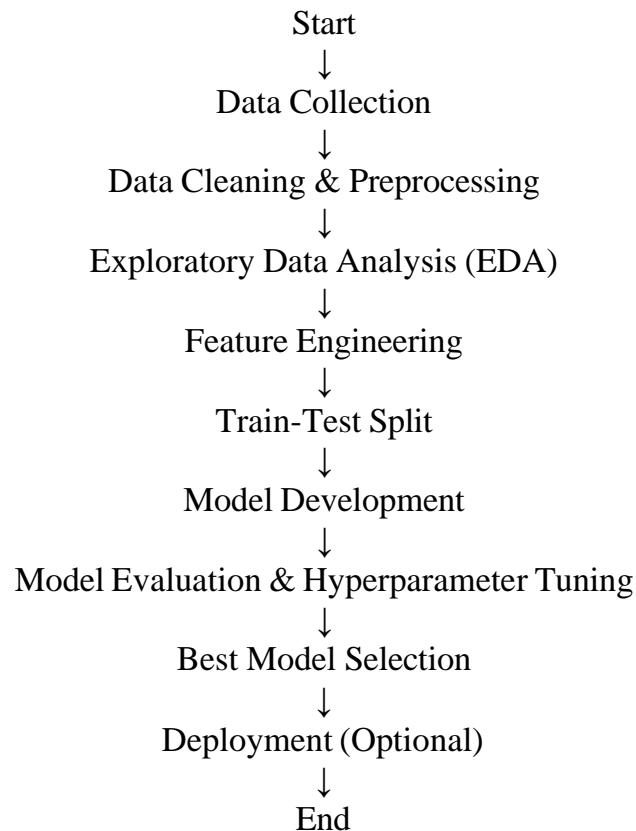 Start
↓
Data Collection
↓
Data Cleaning & Preprocessing
↓
Exploratory Data Analysis (EDA)
↓
Feature Engineering
↓
Train-Test Split
↓
Model Development
↓
Model Evaluation & Hyperparameter Tuning
↓
Best Model Selection
↓
Deployment (Optional)
↓
End